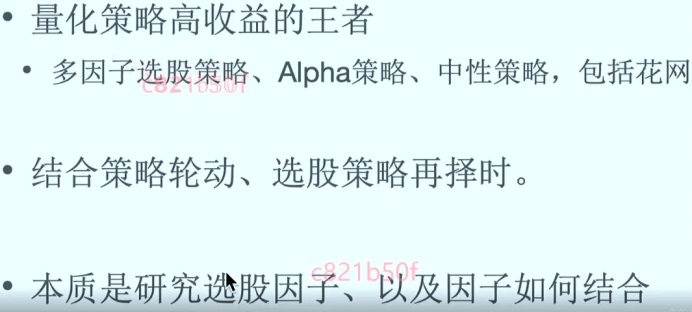 • 量化策略高收益的王者
• 多因子选股策略、Alpha策略、中性策略，包括花网
c821b50f
• 结合策略轮动、选股策略再择时。
c821b50f
• 本质是研究选股因子、以及因子如何结合